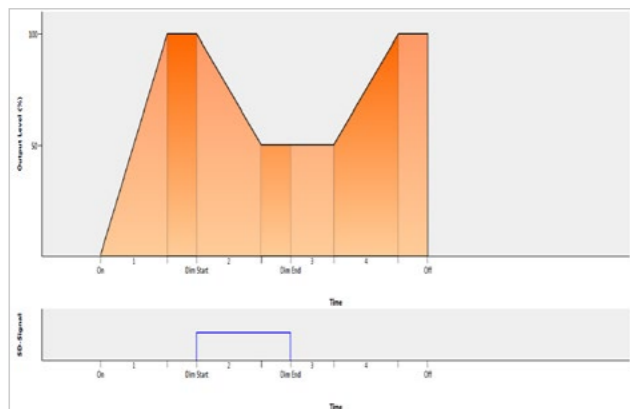 100
50
Output Level (%)
1 2 3 4
On Dim Start Dim End Off
Time
SD-Signal
1 2 3 4
On Dim Start Dim End Off
Time